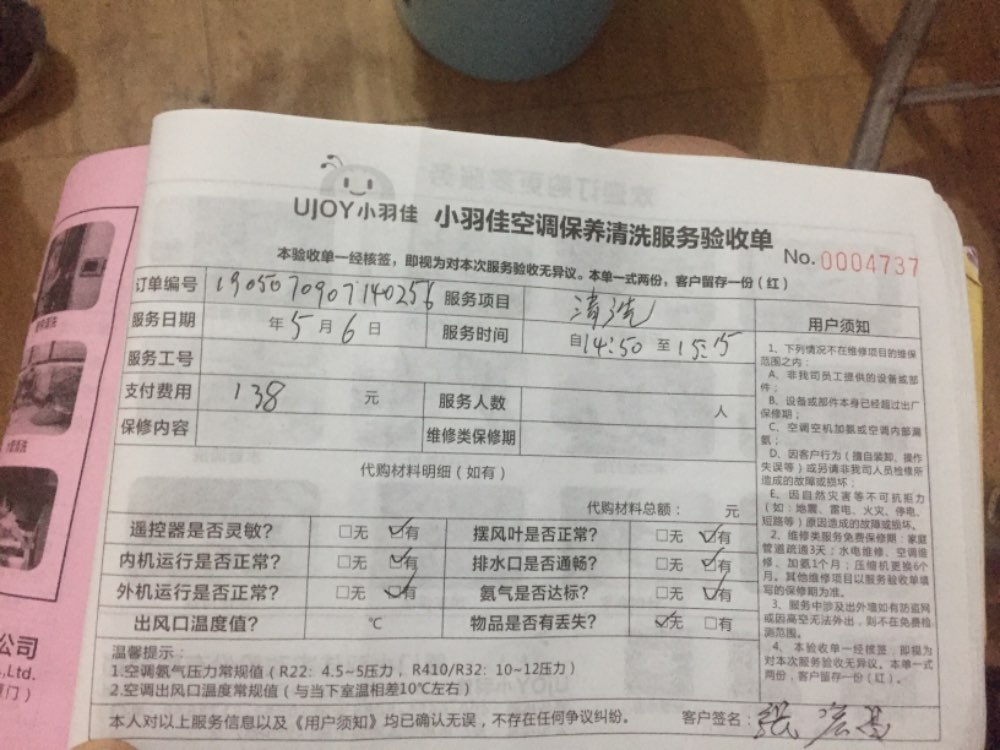 UJOY小羽佳 小羽佳空调保养清洗服务验收单
No. 0004737
本验收单一经核签，即视为对本次服务验收无异议。本单一式两份，客户留存一份（红）
订单编号 1905070907140256 服务项目 清洗
服务日期 年5月6日 服务时间 自14:50 至 15:15
服务工号
支付费用 138 元 服务人数 人
保修内容 维修类保修期
代购材料明细（如有）
代购材料总额： 元
遥控器是否灵敏？ □无 ☑有 摆风叶是否正常？ □无 ☑有
内机运行是否正常？ □无 ☑有 排水口是否通畅？ □无 ☑有
外机运行是否正常？ □无 ☑有 氨气是否达标？ □无 ☑有
出风口温度值？ ℃ 物品是否有丢失？ ☑无 □有
温馨提示：
1.空调氨气压力常规值（R22：4.5~5压力，R410/R32：10~12压力）
2.空调出风口温度常规值（与当下室温相差10℃左右）
本人对以上服务信息以及《用户须知》均已确认无误，不存在任何争议纠纷。 客户签名：张
用户须知
1、下列情况不在维修项目的维保
范围之内：
A、非我司员工提供的设备或部
件；
B、设备或部件本身已经超过出厂
保修期；
C、空调空机加氨或空调内部漏
氨；
D、因客户行为（擅自装卸、操作
失误等）或另请非我司人员检修所
造成的故障或损坏；
E、因自然灾害等不可抗拒力
（如：地震、雷电、火灾、停电、
短路等）原因造成的故障或损坏。
2、维修类服务免费保修期：家庭
管道疏通3天；水电维修、空调维
修、加氨1个月；压缩机更换6个
月。其他维修项目以服务验收单填
写的保修期为准。
3、服务中涉及出外墙如有防盗网
或因高空无法外出，则不在免费检
测范围。
4、本验收单一经核签，即视为
对本次服务验收无异议。本单一式
两份，客户留存一份（红）。
公司
,Ltd.
门）